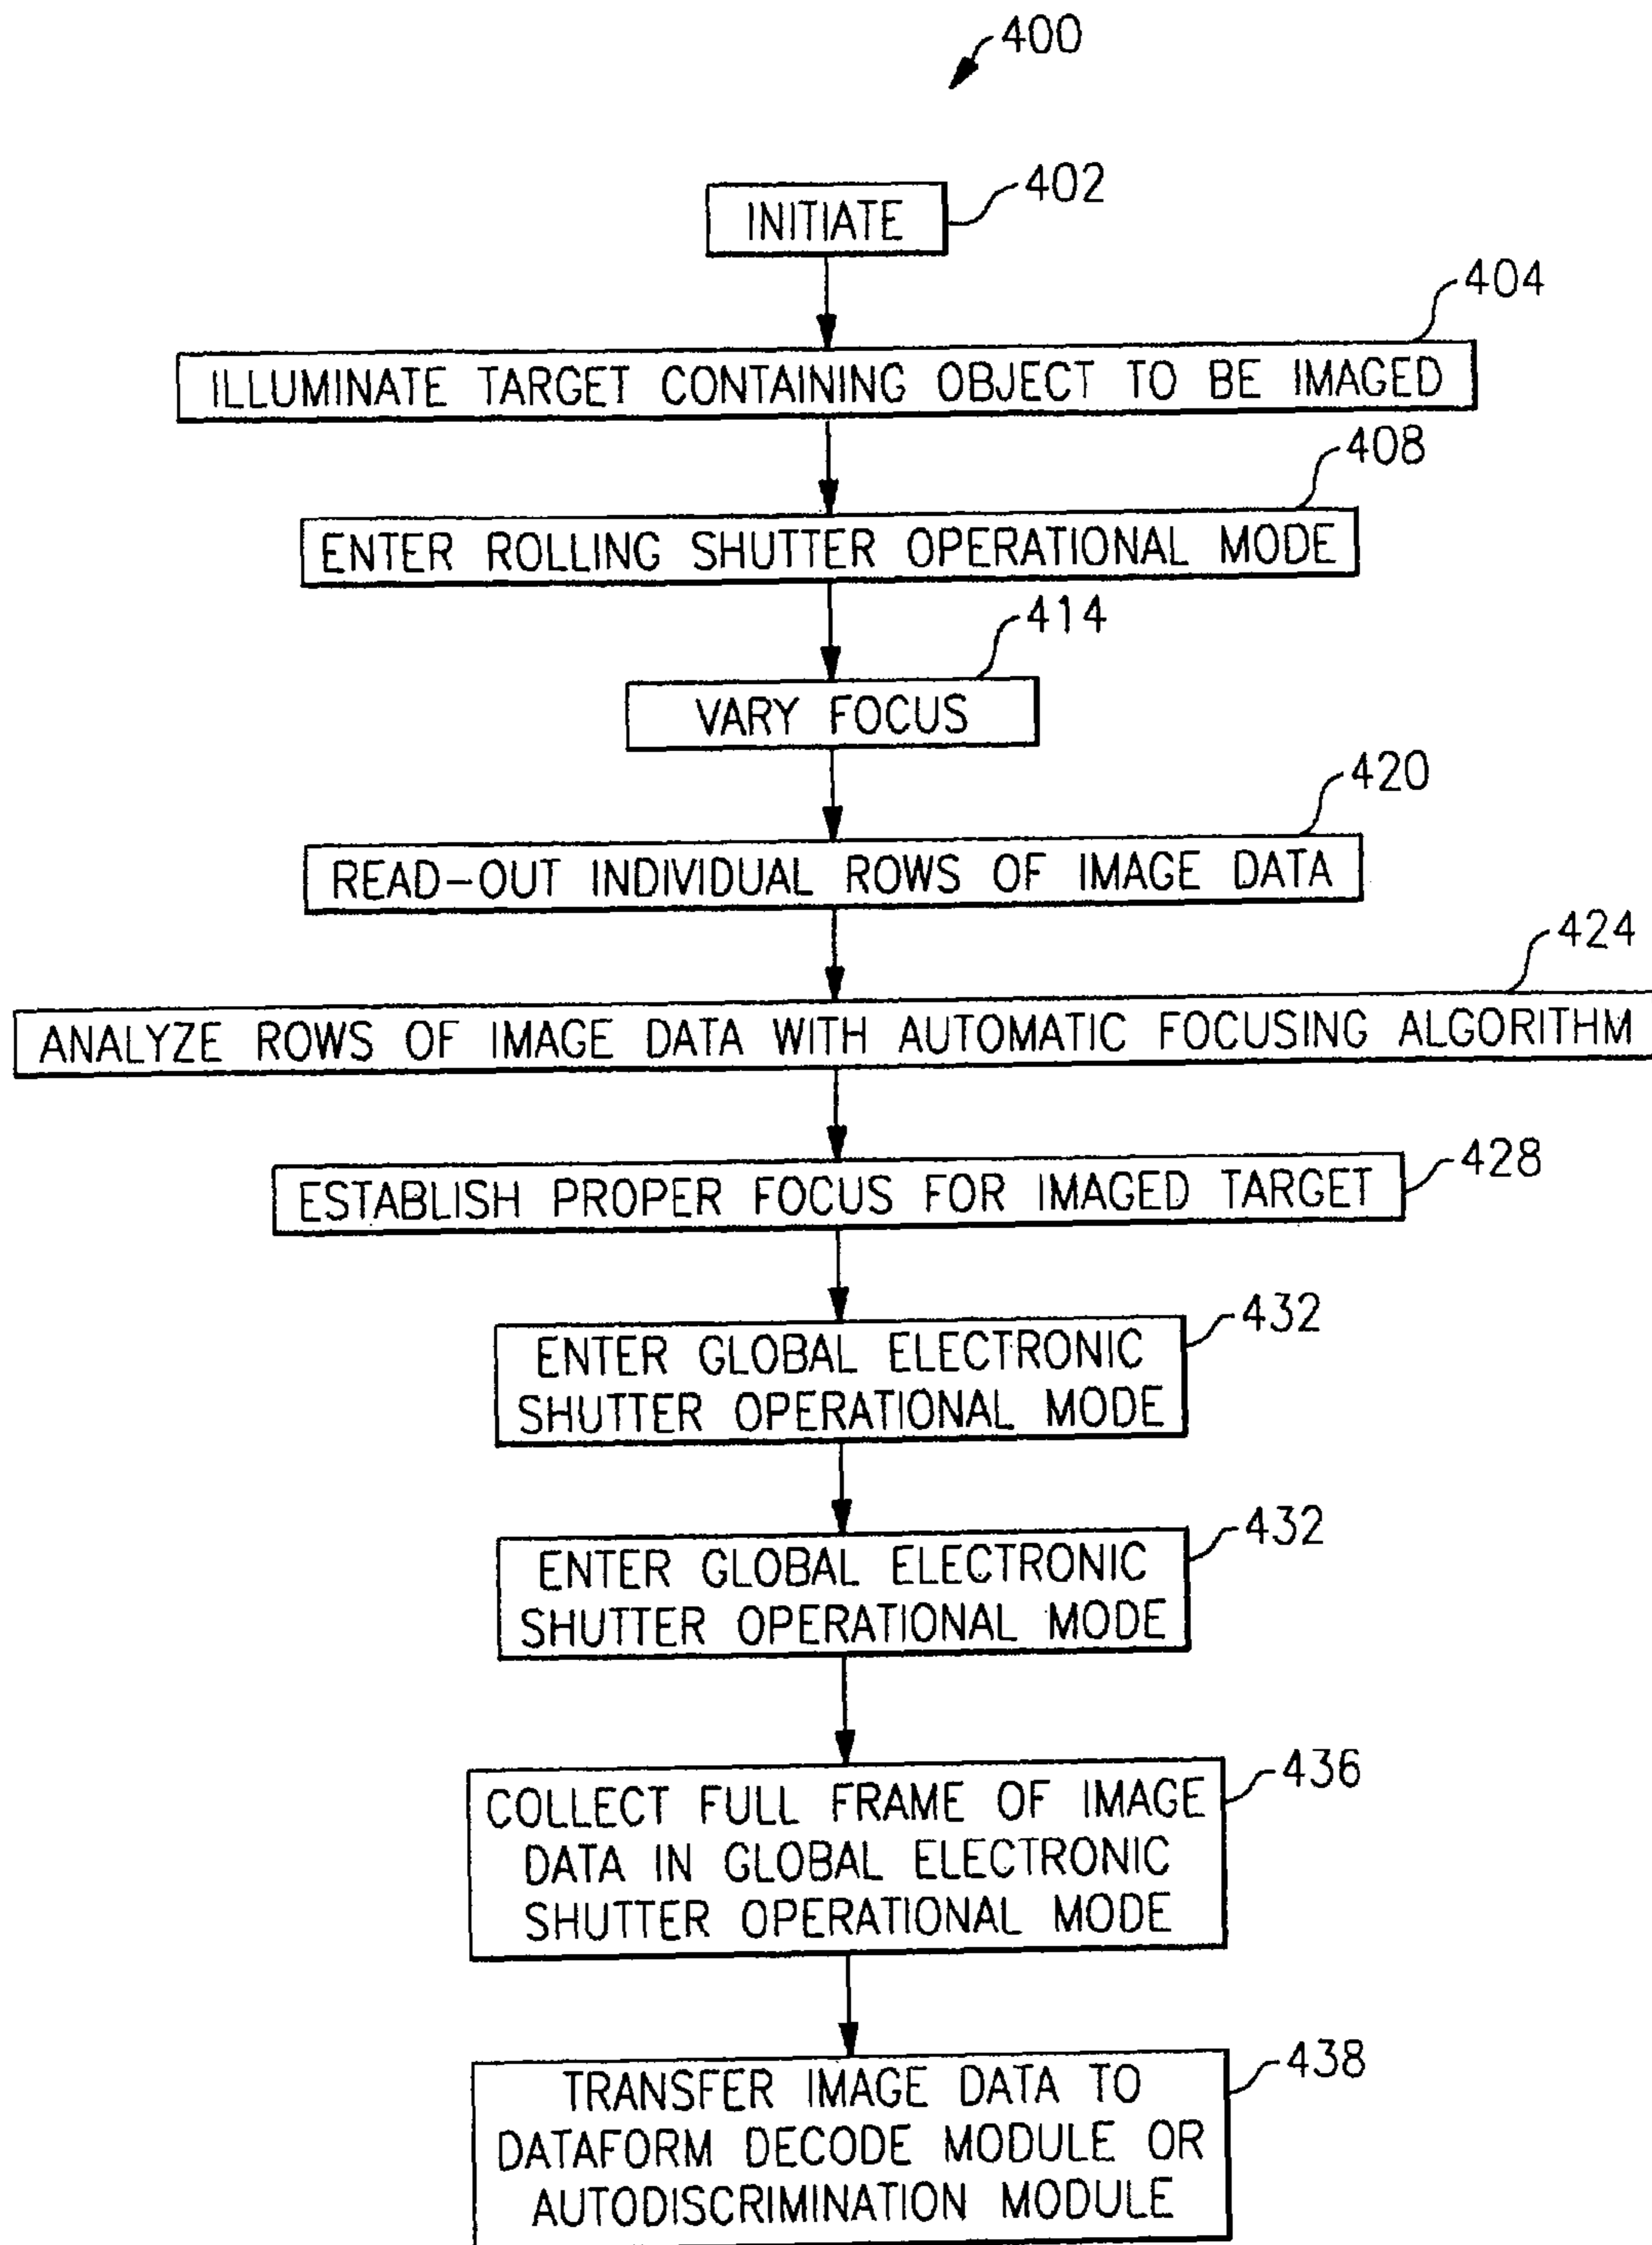 400
INITIATE
402
404
ILLUMINATE TARGET CONTAINING OBJECT TO BE IMAGED
408
ENTER ROLLING SHUTTER OPERATIONAL MODE
414
VARY FOCUS
420
READ-OUT INDIVIDUAL ROWS OF IMAGE DATA
424
ANALYZE ROWS OF IMAGE DATA WITH AUTOMATIC FOCUSING ALGORITHM
ESTABLISH PROPER FOCUS FOR IMAGED TARGET
428
ENTER GLOBAL ELECTRONIC
SHUTTER OPERATIONAL MODE
432
ENTER GLOBAL ELECTRONIC
SHUTTER OPERATIONAL MODE
432
COLLECT FULL FRAME OF IMAGE
DATA IN GLOBAL ELECTRONIC
SHUTTER OPERATIONAL MODE
436
TRANSFER IMAGE DATA TO
DATAFORM DECODE MODULE OR
AUTODISCRIMINATION MODULE
438